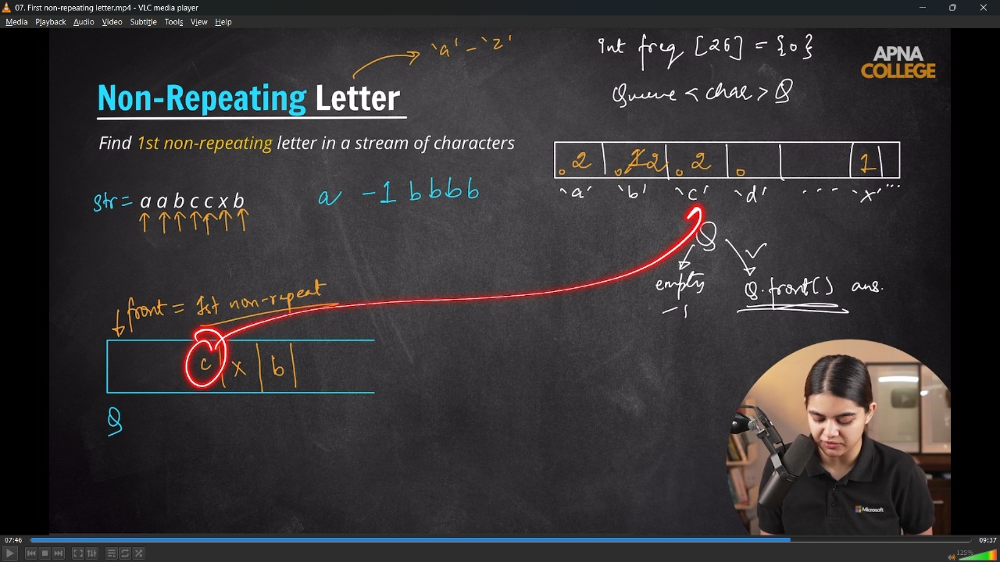 07. First non-repeating letter.mp4 - VLC media player
Media Playback Audio Video Subtitle Tools View Help
'a' - 'z'
int freq [26] = {0}
Queue <char> Q
APNA
COLLEGE
Non-Repeating Letter
Find 1st non-repeating letter in a stream of characters
0 2 0 1 2 0 2 0 1
'a' 'b' 'c' 'd' ... 'x' ...
str = a a b c c x b
a -1 b b b b
Q
empty Q.front() ans.
-1
front = 1st non-repeat
c x b
Q
Microsoft
07:46
09:37
125%